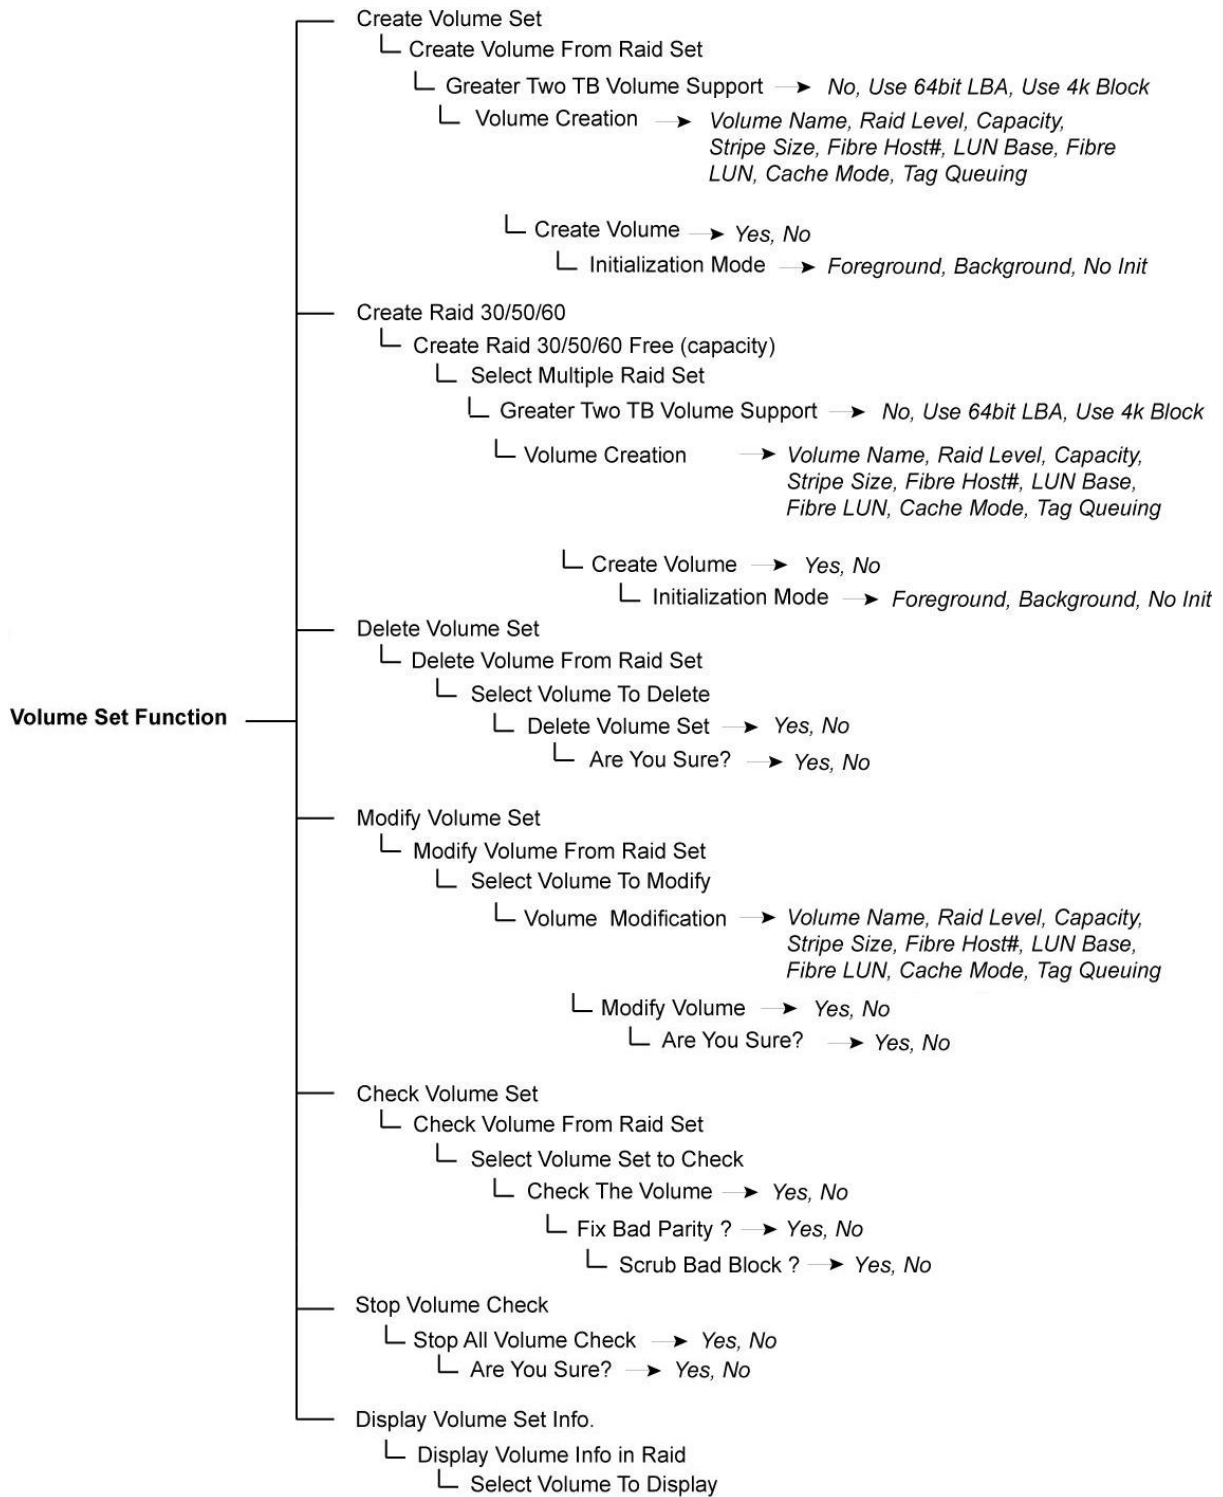 Create Volume Set
Create Volume From Raid Set
Greater Two TB Volume Support No, Use 64bit LBA, Use 4k Block
Volume Creation Volume Name, Raid Level, Capacity,
Stripe Size, Fibre Host#, LUN Base, Fibre
LUN, Cache Mode, Tag Queuing
Create Volume Yes, No
Initialization Mode Foreground, Background, No Init
Create Raid 30/50/60
Create Raid 30/50/60 Free (capacity)
Select Multiple Raid Set
Greater Two TB Volume Support No, Use 64bit LBA, Use 4k Block
Volume Creation Volume Name, Raid Level, Capacity,
Stripe Size, Fibre Host#, LUN Base,
Fibre LUN, Cache Mode, Tag Queuing
Create Volume Yes, No
Initialization Mode Foreground, Background, No Init
Delete Volume Set
Delete Volume From Raid Set
Select Volume To Delete
Volume Set Function
Delete Volume Set Yes, No
Are You Sure? Yes, No
Modify Volume Set
Modify Volume From Raid Set
Select Volume To Modify
Volume Modification Volume Name, Raid Level, Capacity,
Stripe Size, Fibre Host#, LUN Base,
Fibre LUN, Cache Mode, Tag Queuing
Modify Volume Yes, No
Are You Sure? Yes, No
Check Volume Set
Check Volume From Raid Set
Select Volume Set to Check
Check The Volume Yes, No
Fix Bad Parity ? Yes, No
Scrub Bad Block ? Yes, No
Stop Volume Check
Stop All Volume Check Yes, No
Are You Sure? Yes, No
Display Volume Set Info.
Display Volume Info in Raid
Select Volume To Display